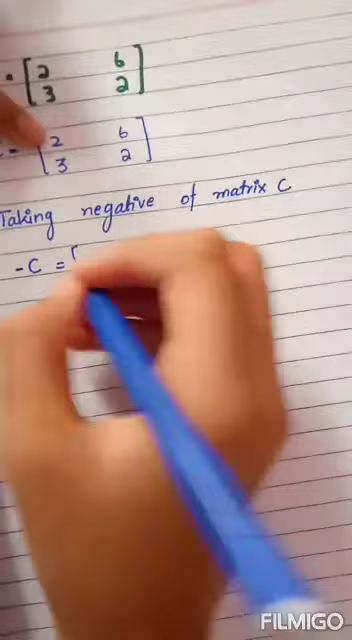 = [2 6
3 2]
= [2 6
3 2]
Taking negative of matrix C
-C = [
FILMIGO